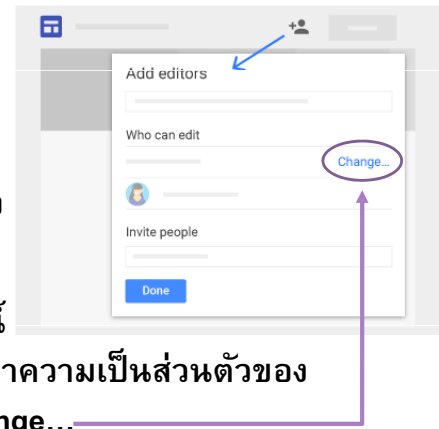 Add editors
Who can edit
Change...
Invite people
Done
าความเป็นส่วนตัวของ
nge...